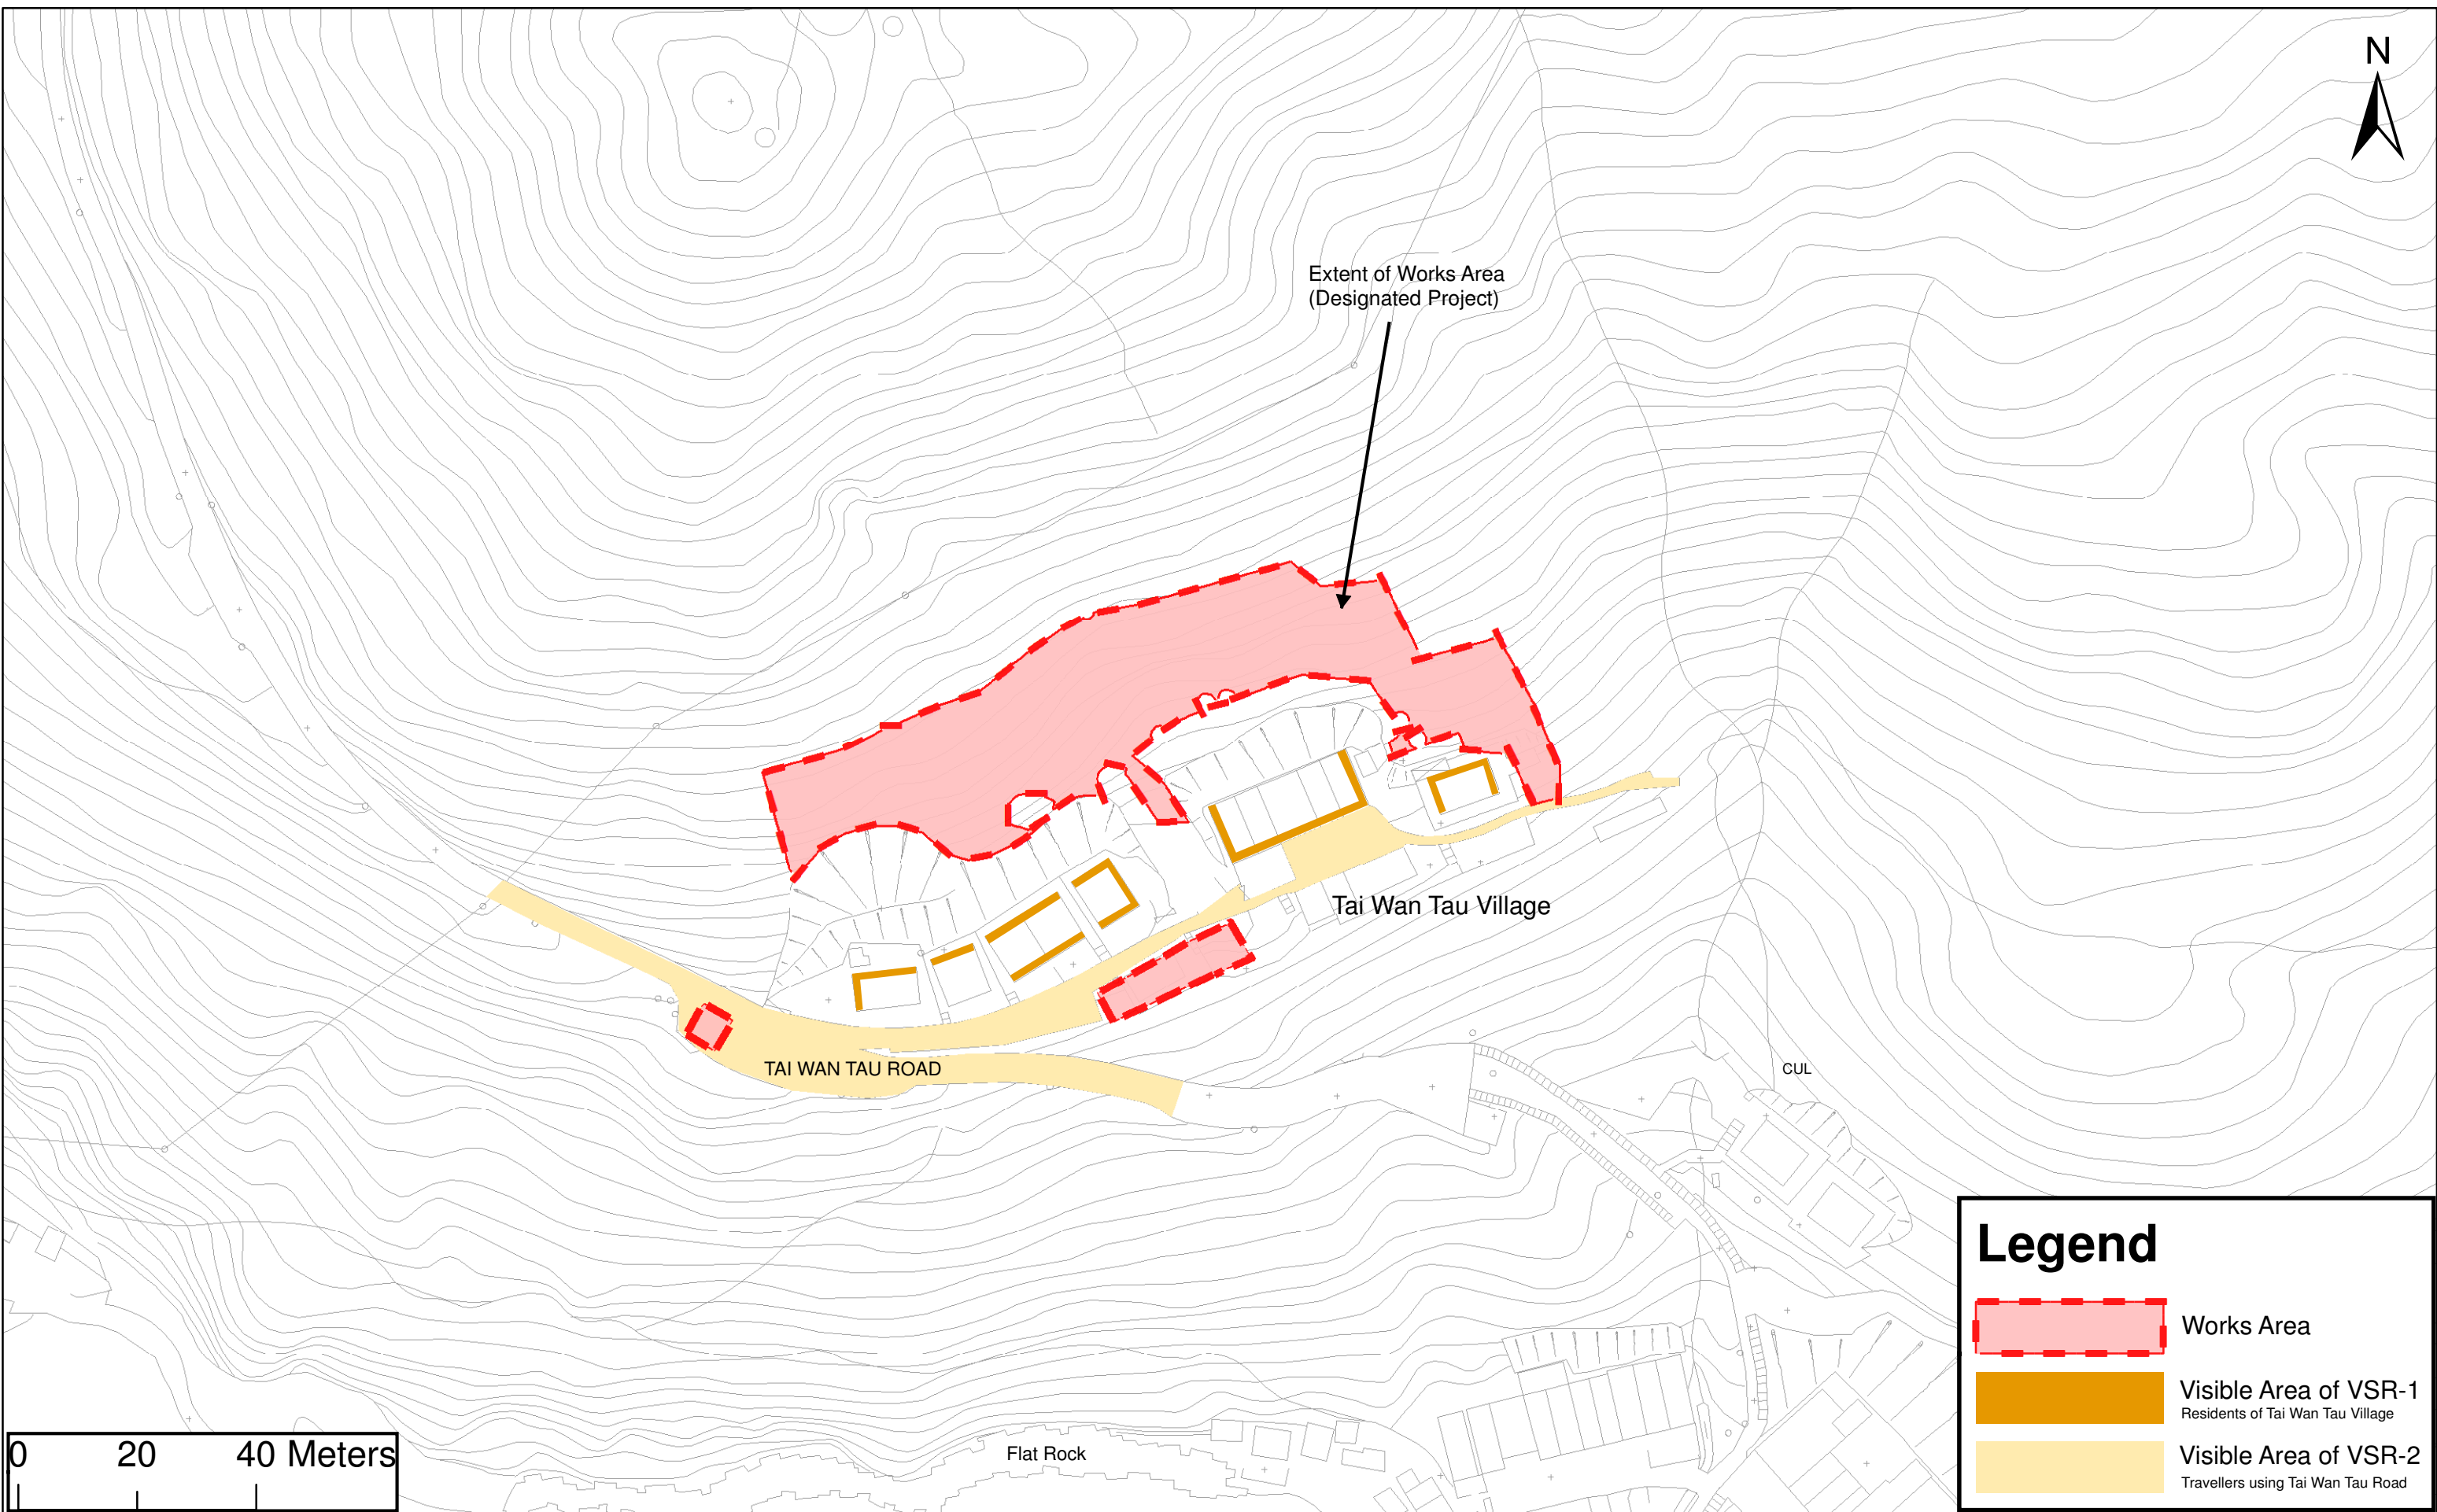 N
Extent of Works Area
(Designated Project)
Tai Wan Tau Village
TAI WAN TAU ROAD
CUL
Flat Rock
0 20 40 Meters
Legend
Works Area
Visible Area of VSR-1
Residents of Tai Wan Tau Village
Visible Area of VSR-2
Travellers using Tai Wan Tau Road